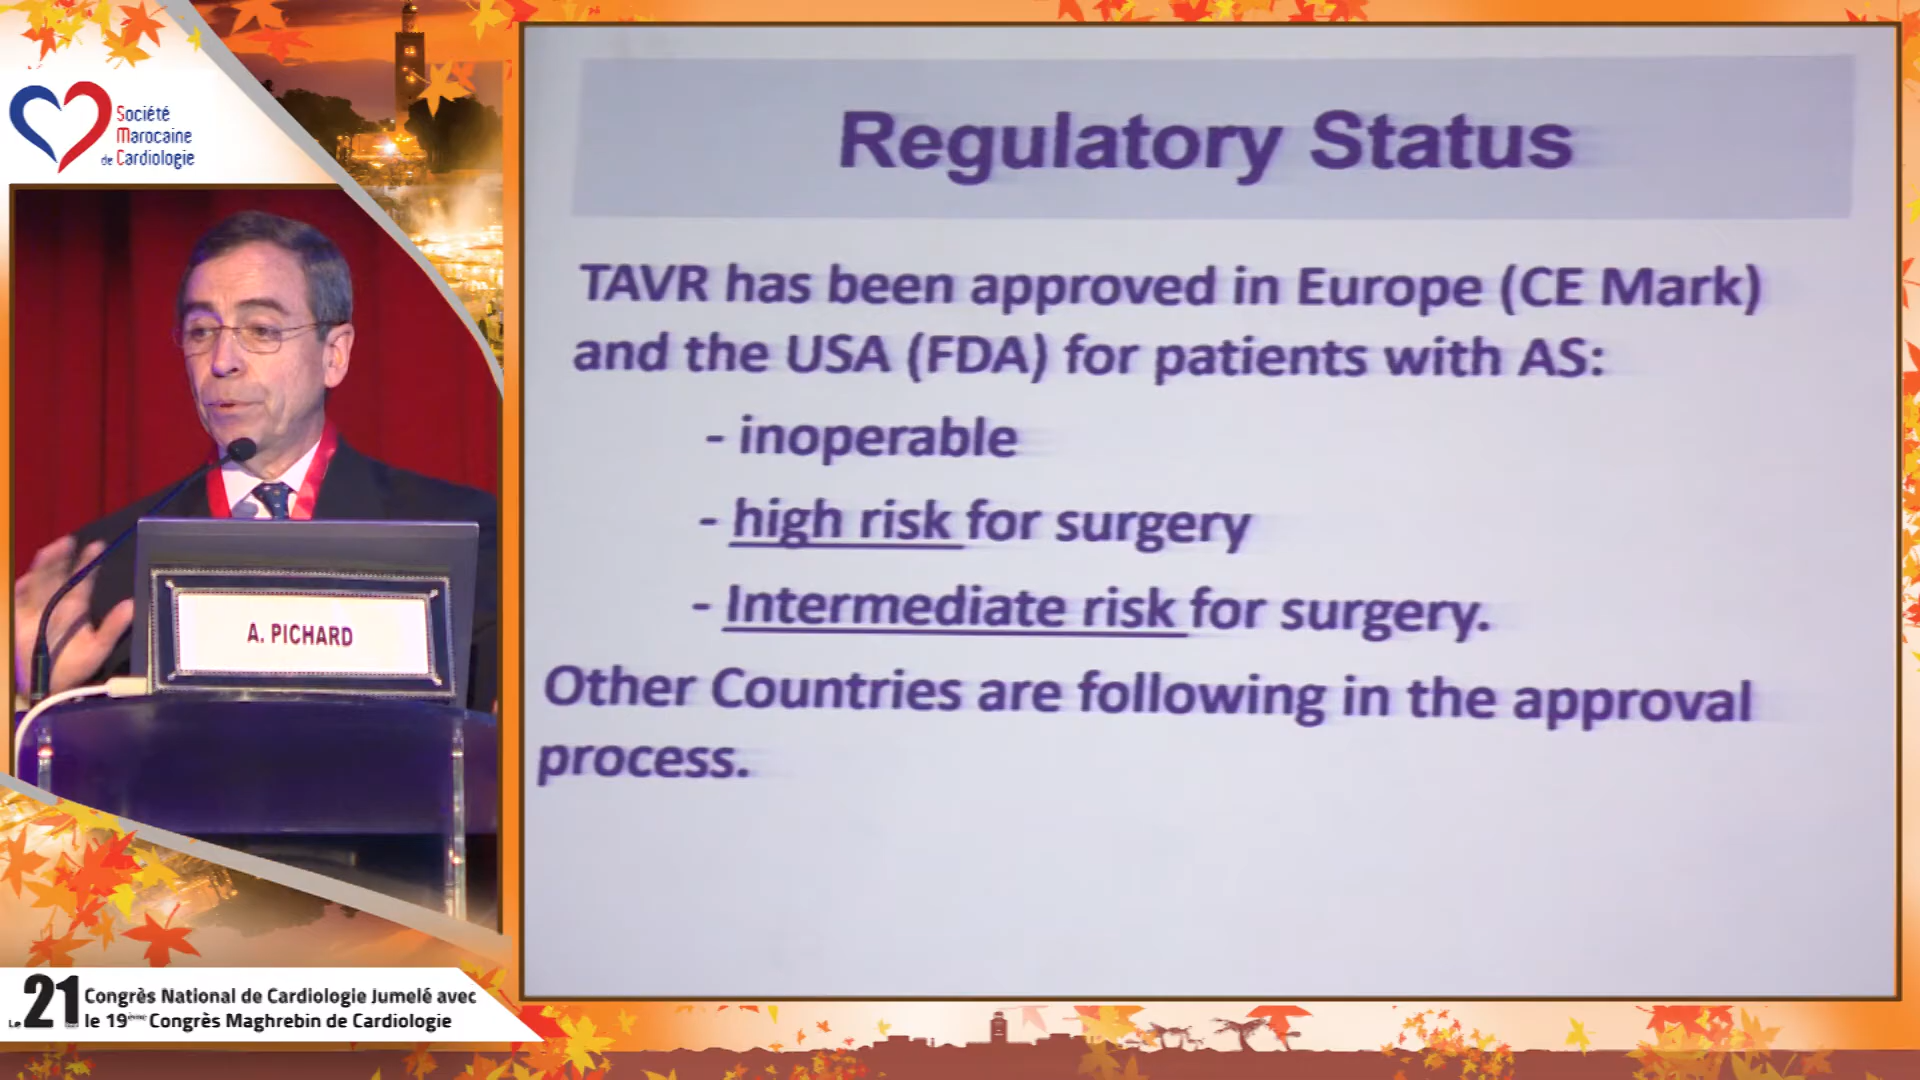 Société
Marocaine
de Cardiologie
A. PICHARD
Le 21 Congrès National de Cardiologie Jumelé avec
le 19ème Congrès Maghrebin de Cardiologie
Regulatory Status
TAVR has been approved in Europe (CE Mark)
and the USA (FDA) for patients with AS:
- inoperable
- high risk for surgery
- Intermediate risk for surgery.
Other Countries are following in the approval
process.